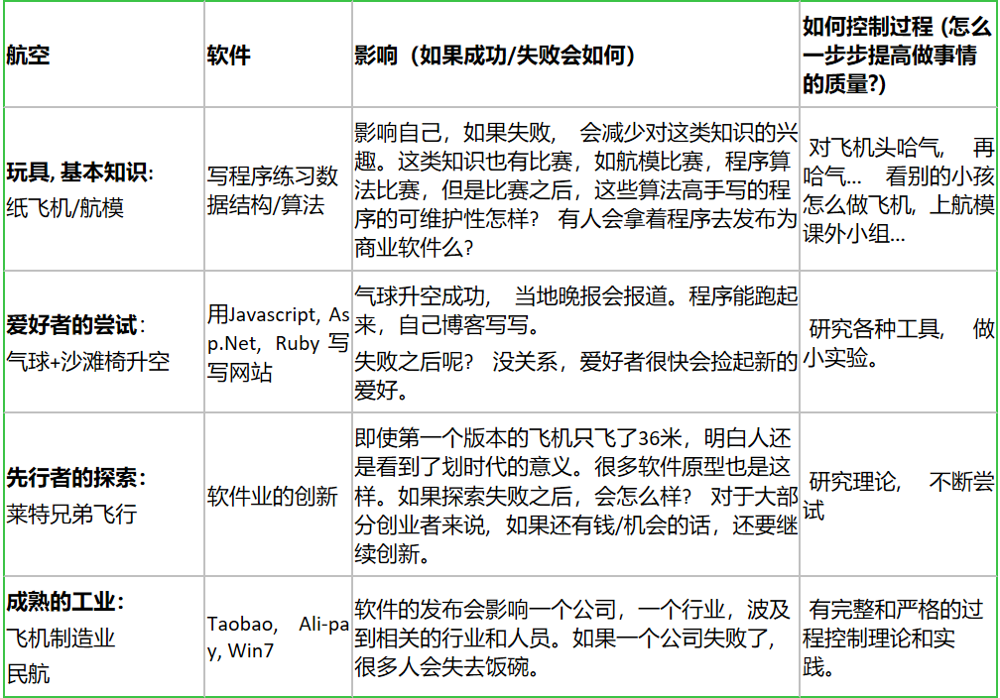 航空
软件
影响（如果成功/失败会如何）
如何控制过程 (怎么
一步步提高做事情
的质量?)
玩具, 基本知识:
纸飞机/航模
写程序练习数
据结构/算法
影响自己，如果失败， 会减少对这类知识的兴
趣。这类知识也有比赛，如航模比赛，程序算
法比赛，但是比赛之后，这些算法高手写的程
序的可维护性怎样？ 有人会拿着程序去发布为
商业软件么？
对飞机头哈气， 再
哈气... 看别的小孩
怎么做飞机, 上航模
课外小组...
爱好者的尝试：
气球+沙滩椅升空
用Javascript, As
p.Net, Ruby 写
写网站
气球升空成功， 当地晚报会报道。程序能跑起
来，自己博客写写。
失败之后呢？ 没关系，爱好者很快会捡起新的
爱好。
研究各种工具， 做
小实验。
先行者的探索：
莱特兄弟飞行
软件业的创新
即使第一个版本的飞机只飞了36米，明白人还
是看到了划时代的意义。很多软件原型也是这
样。如果探索失败之后，会怎么样？ 对于大部
分创业者来说，如果还有钱/机会的话，还要继
续创新。
研究理论， 不断尝
试
成熟的工业：
飞机制造业
民航
Taobao, Ali-pa
y, Win7
软件的发布会影响一个公司，一个行业，波及
到相关的行业和人员。如果一个公司失败了，
很多人会失去饭碗。
有完整和严格的过
程控制理论和实
践。